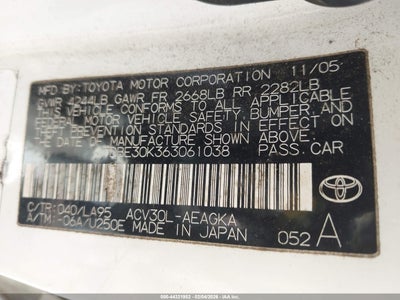 MFD.BY:TOYOTA MOTOR CORPORATION 11/05
GVWR 4244LB GAWR FR 2668LB RR 2282LB
THIS VEHICLE CONFORMS TO ALL APPLICABLE
FEDERAL MOTOR VEHICLE SAFETY, BUMPER,
AND THEFT PREVENTION STANDARDS IN EFFECT ON
THE DATE OF MANUFACTURE SHOWN ABOVE.
BE30K363061038 PASS.CAR
C/TR:040/LA95 ACV30L-AEAGKA
A/TM:-06A/U250E MADE IN JAPAN
052 A
TOYOTA